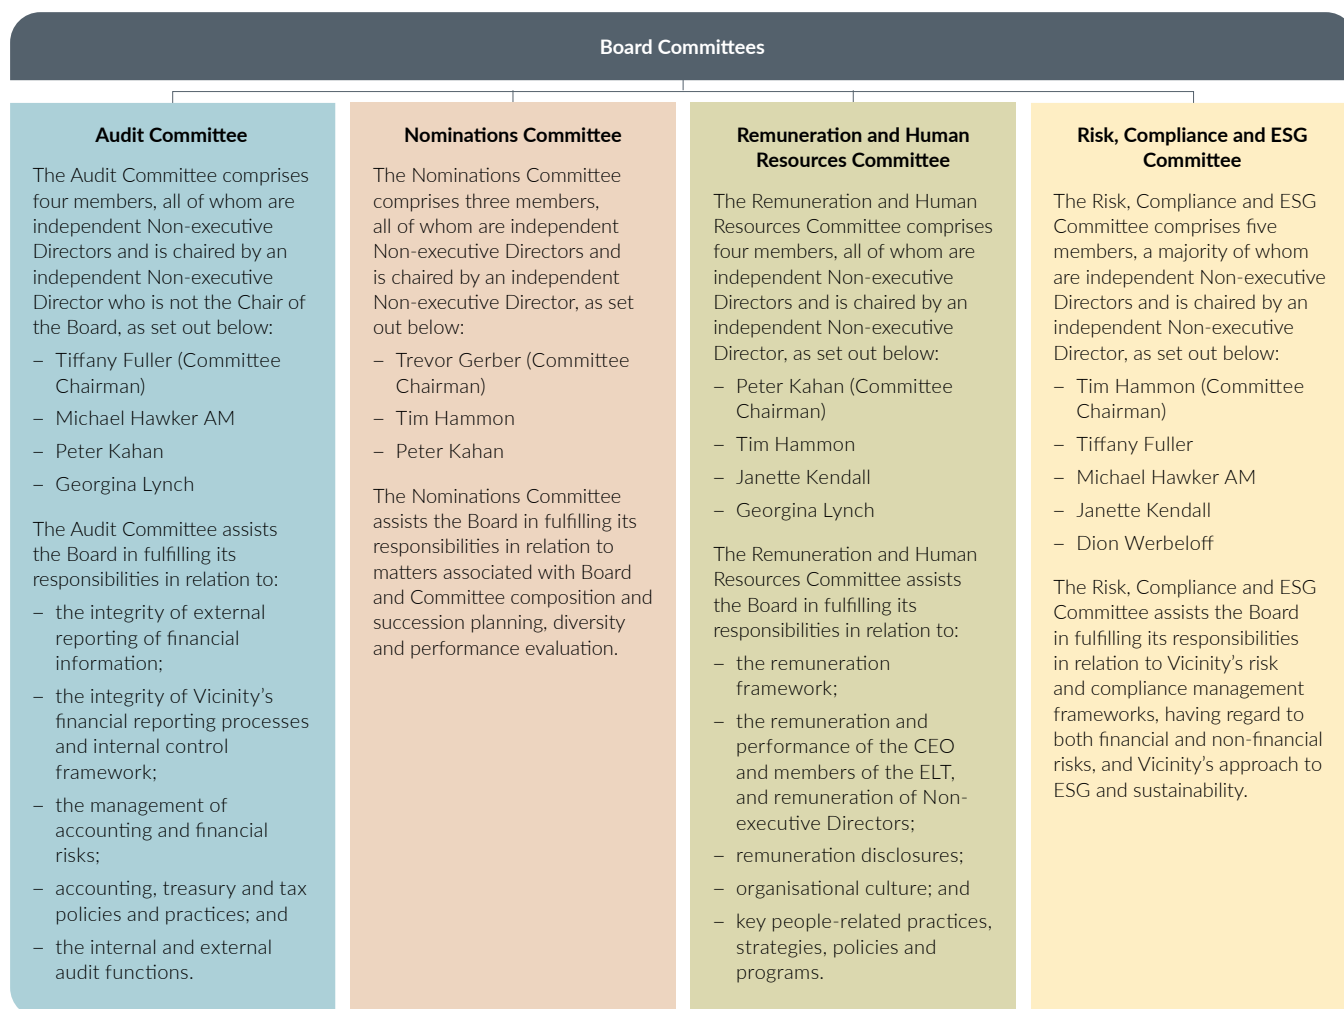 Board Committees
Audit Committee
The Audit Committee comprises
four members, all of whom are
independent Non-executive
Directors and is chaired by an
independent Non-executive
Director who is not the Chair of
the Board, as set out below:
– Tiffany Fuller (Committee
Chairman)
– Michael Hawker AM
– Peter Kahan
– Georgina Lynch
The Audit Committee assists
the Board in fulfilling its
responsibilities in relation to:
– the integrity of external
reporting of financial
information;
– the integrity of Vicinity’s
financial reporting processes
and internal control
framework;
– the management of
accounting and financial
risks;
– accounting, treasury and tax
policies and practices; and
– the internal and external
audit functions.
Nominations Committee
The Nominations Committee
comprises three members,
all of whom are independent
Non-executive Directors and
is chaired by an independent
Non-executive Director, as set
out below:
– Trevor Gerber (Committee
Chairman)
– Tim Hammon
– Peter Kahan
The Nominations Committee
assists the Board in fulfilling its
responsibilities in relation to
matters associated with Board
and Committee composition and
succession planning, diversity
and performance evaluation.
Remuneration and Human
Resources Committee
The Remuneration and Human
Resources Committee comprises
four members, all of whom are
independent Non-executive
Directors and is chaired by an
independent Non-executive
Director, as set out below:
– Peter Kahan (Committee
Chairman)
– Tim Hammon
– Janette Kendall
– Georgina Lynch
The Remuneration and Human
Resources Committee assists
the Board in fulfilling its
responsibilities in relation to:
– the remuneration
framework;
– the remuneration and
performance of the CEO
and members of the ELT,
and remuneration of Non-
executive Directors;
– remuneration disclosures;
– organisational culture; and
– key people-related practices,
strategies, policies and
programs.
Risk, Compliance and ESG
Committee
The Risk, Compliance and ESG
Committee comprises five
members, a majority of whom
are independent Non-executive
Directors and is chaired by an
independent Non-executive
Director, as set out below:
– Tim Hammon (Committee
Chairman)
– Tiffany Fuller
– Michael Hawker AM
– Janette Kendall
– Dion Werbeloff
The Risk, Compliance and ESG
Committee assists the Board
in fulfilling its responsibilities
in relation to Vicinity’s risk
and compliance management
frameworks, having regard to
both financial and non-financial
risks, and Vicinity’s approach to
ESG and sustainability.